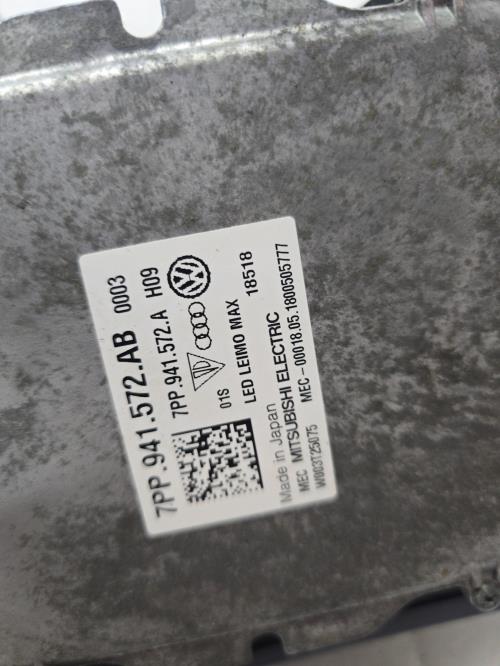 7PP.941.572.AB 0003
7PP.941.572.A H09
01S
LED LEIMO MAX 18518
Made in Japan
MEC MITSUBISHI ELECTRIC
W003T25075 MEC-00018.05.1800505777